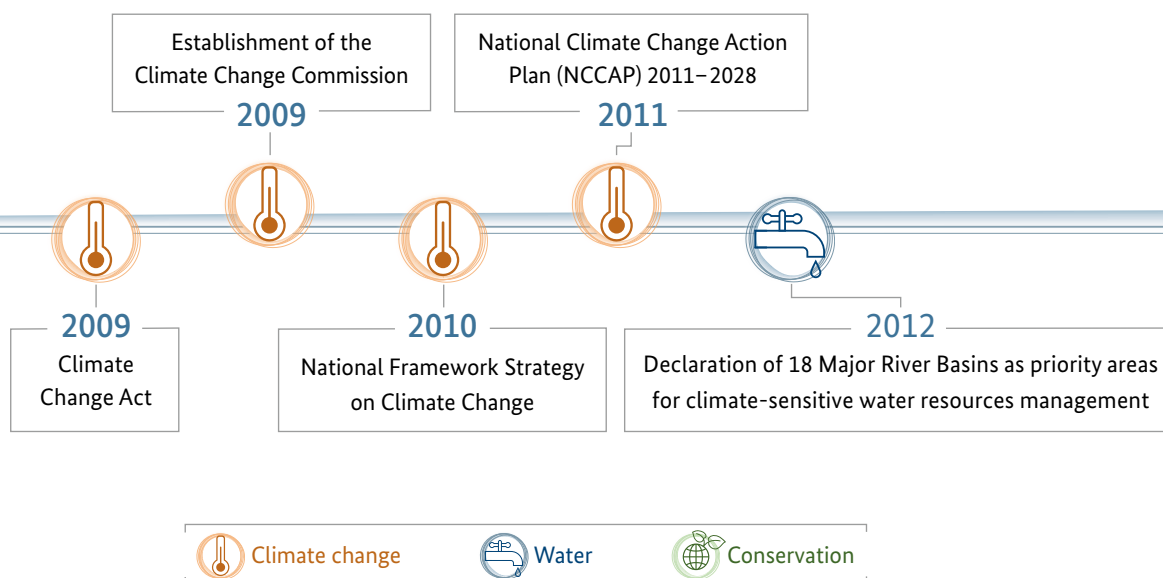 Establishment of the
Climate Change Commission
2009
National Climate Change Action
Plan (NCCAP) 2011–2028
2011
2009
Climate
Change Act
2010
National Framework Strategy
on Climate Change
2012
Declaration of 18 Major River Basins as priority areas
for climate-sensitive water resources management
Climate change
Water
Conservation